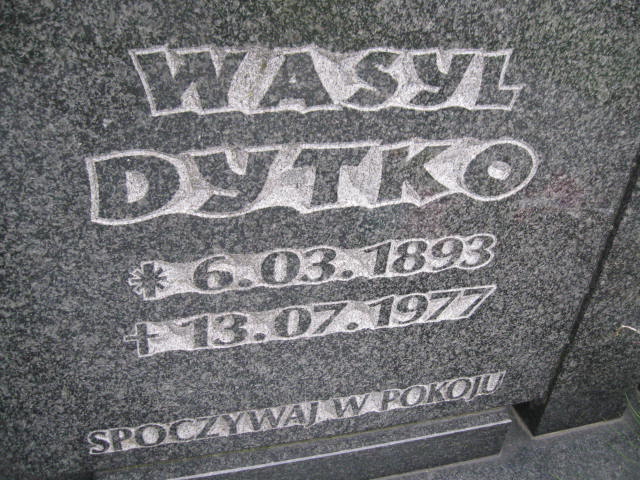 WASYL
DYTKO
* 6.03.1893
† 13.07.1977
SPOCZYWAJ W POKOJU